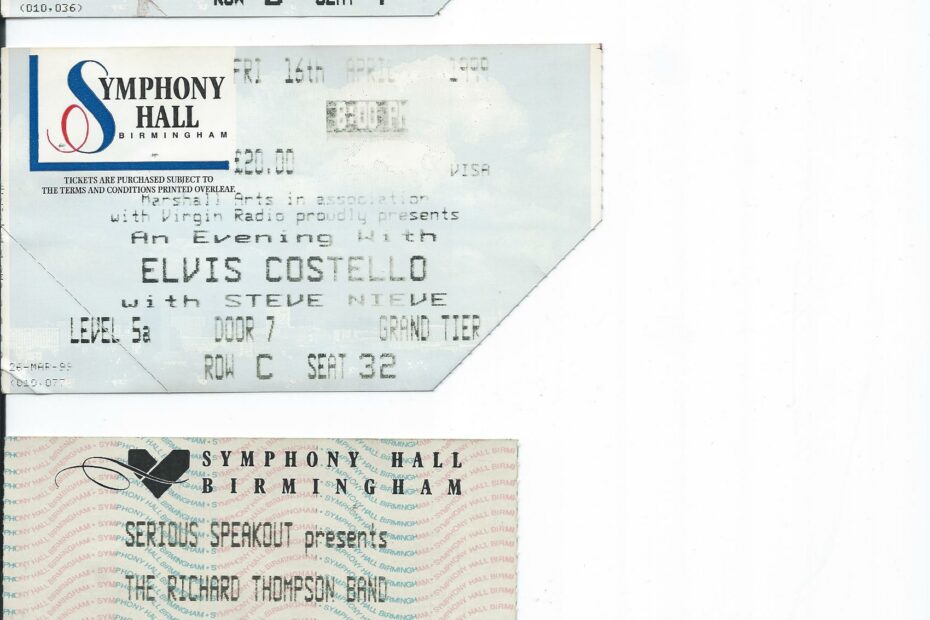 (010.036)
FRI 16th APRIL 1999
SYMPHONY
HALL
BIRMINGHAM
8:00 PM
£20.00
VISA
TICKETS ARE PURCHASED SUBJECT TO
THE TERMS AND CONDITIONS PRINTED OVERLEAF.
Marshall Arts in association
with Virgin Radio proudly presents
An Evening With
ELVIS COSTELLO
with STEVE NIEVE
LEVEL 5a DOOR 7 GRAND TIER
ROW C SEAT 32
26-MAR-99
(010.077
SYMPHONY HALL
BIRMINGHAM
SERIOUS SPEAKOUT presents
THE RICHARD THOMPSON BAND